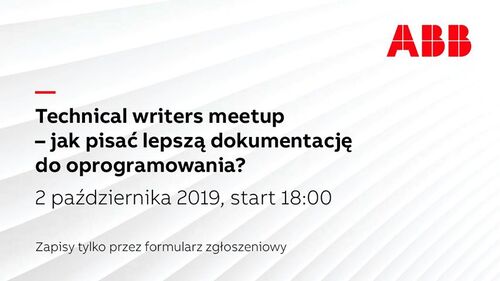 ABB
Technical writers meetup
– jak pisać lepszą dokumentację
do oprogramowania?
2 października 2019, start 18:00
Zapisy tylko przez formularz zgłoszeniowy